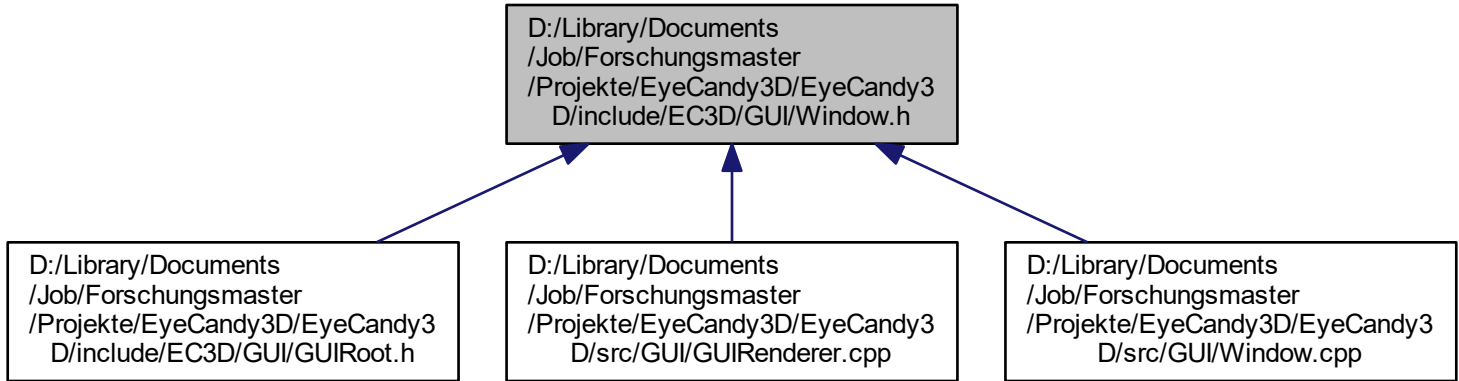 D:/Library/Documents
/Job/Forschungsmaster
/Projekte/EyeCandy3D/EyeCandy3
D/include/EC3D/GUI/Window.h
D:/Library/Documents
/Job/Forschungsmaster
/Projekte/EyeCandy3D/EyeCandy3
D/include/EC3D/GUI/GUIRoot.h
D:/Library/Documents
/Job/Forschungsmaster
/Projekte/EyeCandy3D/EyeCandy3
D/src/GUI/GUIRenderer.cpp
D:/Library/Documents
/Job/Forschungsmaster
/Projekte/EyeCandy3D/EyeCandy3
D/src/GUI/Window.cpp